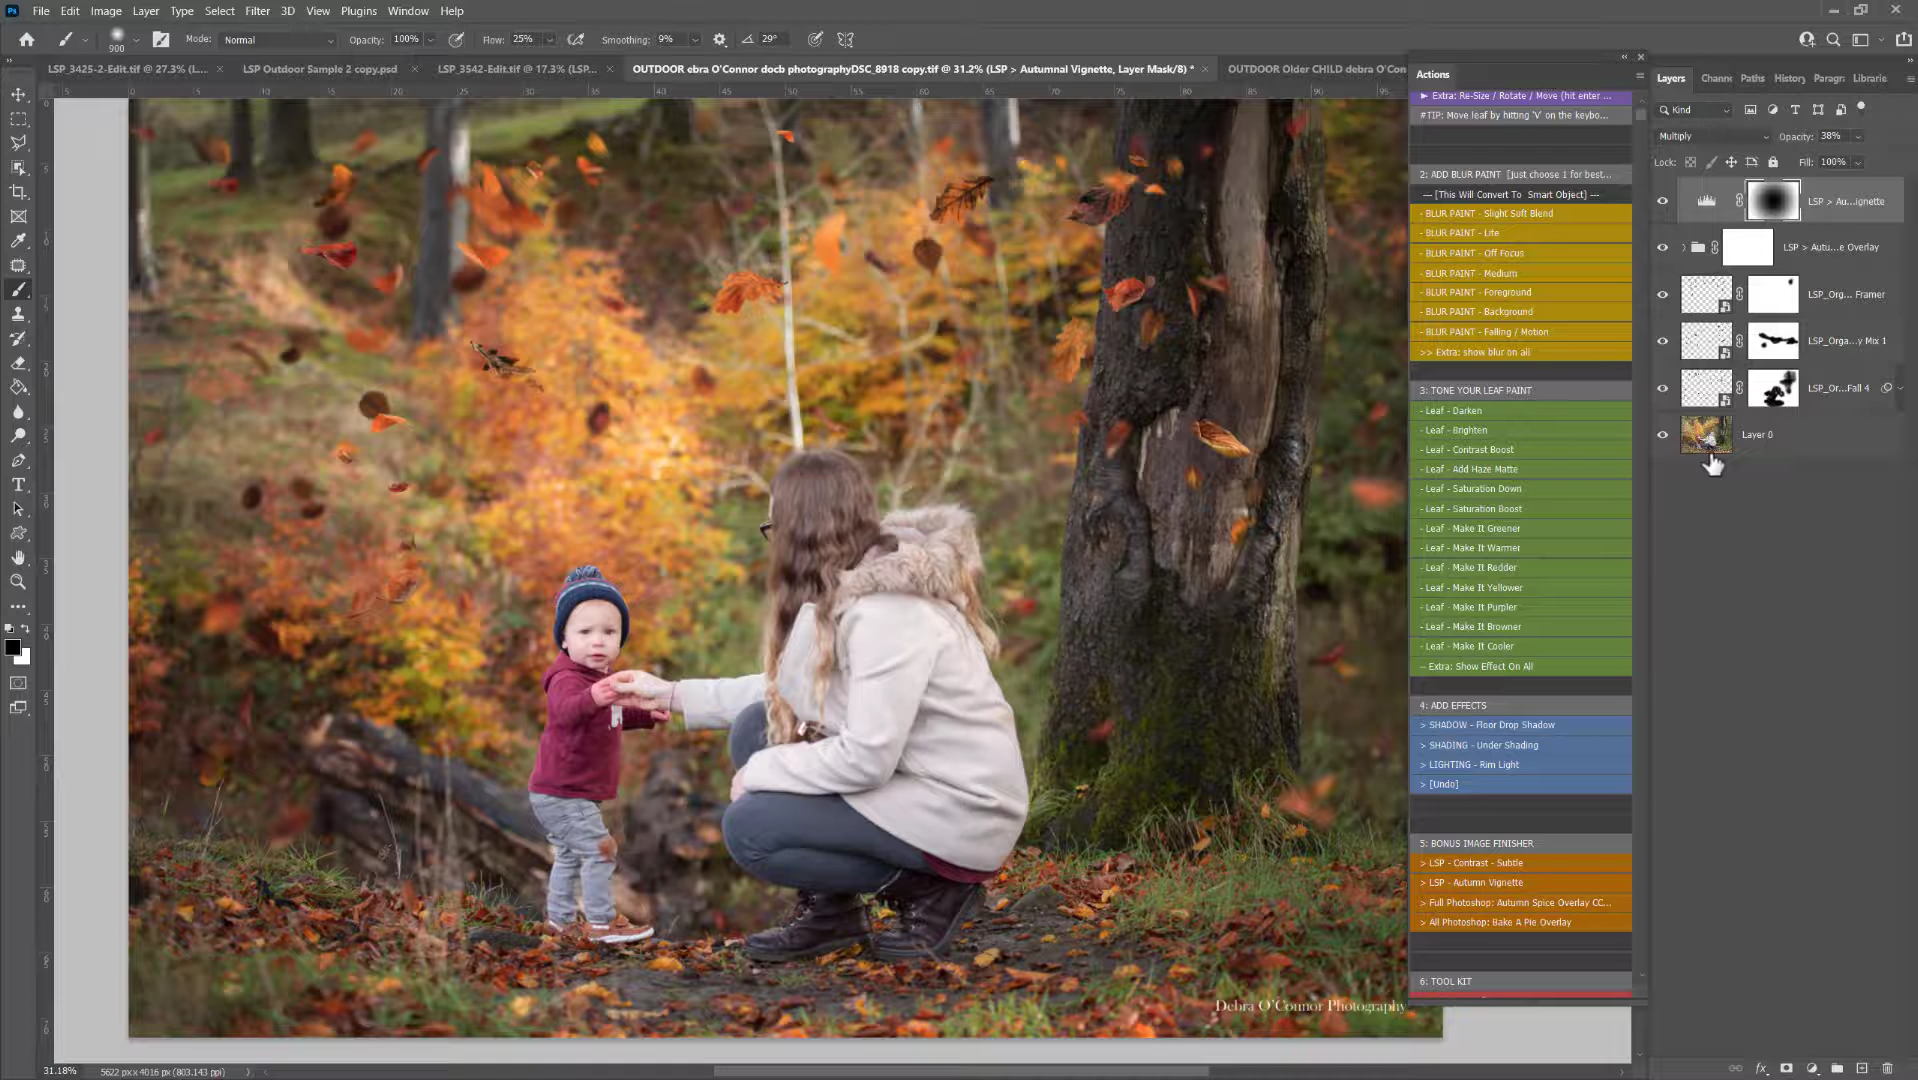 File Edit Image Layer Type Select Filter 3D View Plugins Window Help
900 Mode: Normal Opacity: 100% Flow: 25% Smoothing: 9% 29°
LSP_3425-2-Edit.tif @ 27.3% (L... × LSP Outdoor Sample 2 copy.psd × LSP_3542-Edit.tif @ 17.3% (LSP... × OUTDOOR ebra O'Connor docb photographyDSC_8918 copy.tif @ 31.2% (LSP > Autumnal Vignette, Layer Mask/8) * × OUTDOOR Older CHILD debra O'Con
Actions
► Extra: Re-Size / Rotate / Move (hit enter ...
#TIP: Move leaf by hitting 'V' on the keybo...
2: ADD BLUR PAINT [just choose 1 for best...
--- [This Will Convert To Smart Object] ---
- BLUR PAINT - Slight Soft Blend
- BLUR PAINT - Lite
- BLUR PAINT - Off Focus
- BLUR PAINT - Medium
- BLUR PAINT - Foreground
- BLUR PAINT - Background
- BLUR PAINT - Falling / Motion
>> Extra: show blur on all
3: TONE YOUR LEAF PAINT
- Leaf - Darken
- Leaf - Brighten
- Leaf - Contrast Boost
- Leaf - Add Haze Matte
- Leaf - Saturation Down
- Leaf - Saturation Boost
- Leaf - Make It Greener
- Leaf - Make It Warmer
- Leaf - Make It Redder
- Leaf - Make It Yellower
- Leaf - Make It Purpler
- Leaf - Make It Browner
- Leaf - Make It Cooler
-- Extra: Show Effect On All
4: ADD EFFECTS
> SHADOW - Floor Drop Shadow
> SHADING - Under Shading
> LIGHTING - Rim Light
> [Undo]
5: BONUS IMAGE FINISHER
> LSP - Contrast - Subtle
> LSP - Autumn Vignette
> Full Photoshop: Autumn Spice Overlay CC...
> All Photoshop: Bake A Pie Overlay
6: TOOL KIT
Layers Channe Paths History Paragra Librarie
Kind
Multiply Opacity: 38%
Lock: Fill: 100%
LSP > Au...ignette
LSP > Autu...e Overlay
LSP_Org... Framer
LSP_Orga...y Mix 1
LSP_Or...Fall 4
Layer 0
Debra O'Connor Photography
31.18% 5622 px x 4016 px (803.143 ppi)